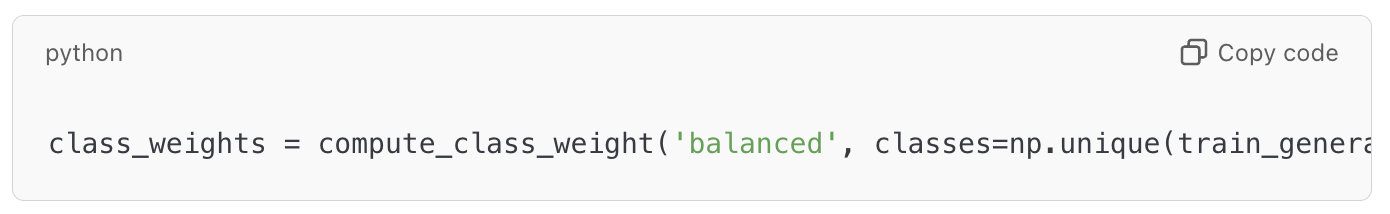 python
Copy code
class_weights = compute_class_weight('balanced', classes=np.unique(train_genera